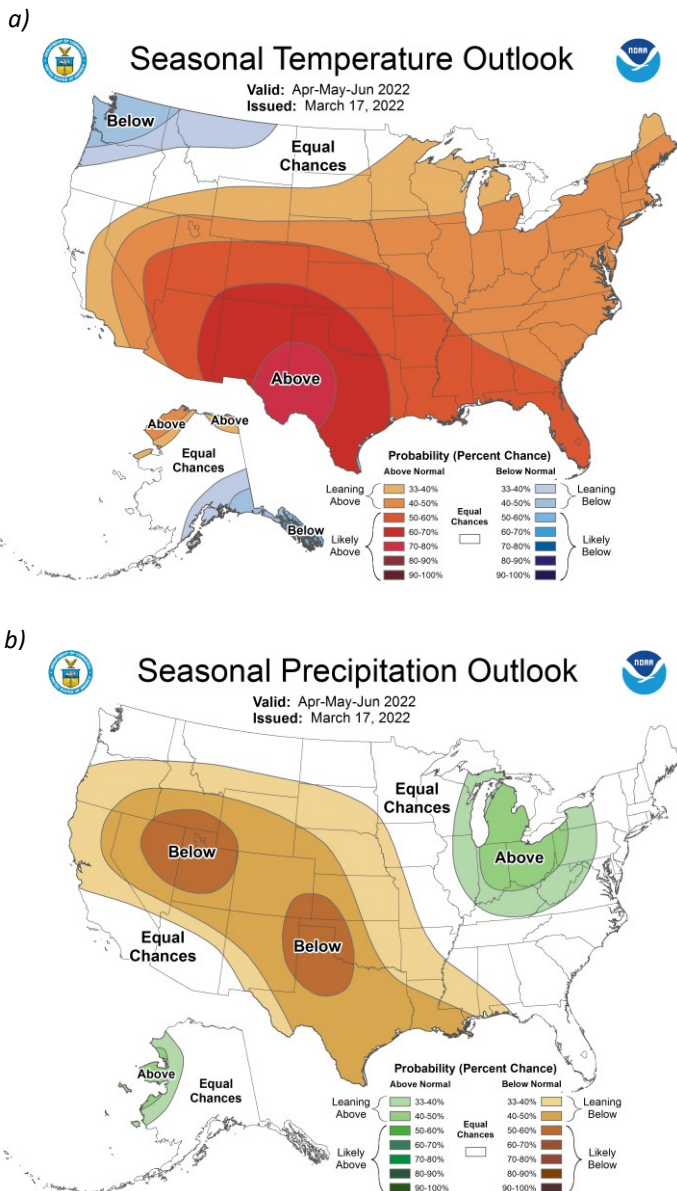 a)
Seasonal Temperature Outlook
NOAA
Valid: Apr-May-Jun 2022
Issued: March 17, 2022
Below
Equal
Chances
Above
Above
Above
Equal
Chances
Below
Probability (Percent Chance)
Above Normal
Below Normal
Leaning
Above
33-40%
40-50%
Likely
Above
50-60%
60-70%
70-80%
80-90%
90-100%
Equal
Chances
33-40%
40-50%
Leaning
Below
50-60%
60-70%
70-80%
80-90%
90-100%
Likely
Below
b)
Seasonal Precipitation Outlook
NOAA
Valid: Apr-May-Jun 2022
Issued: March 17, 2022
Equal
Chances
Below
Above
Below
Equal
Chances
Above
Equal
Chances
Probability (Percent Chance)
Above Normal
Below Normal
Leaning
Above
33-40%
40-50%
Likely
Above
50-60%
60-70%
70-80%
80-90%
90-100%
Equal
Chances
33-40%
40-50%
Leaning
Below
50-60%
60-70%
70-80%
80-90%
90-100%
Likely
Below